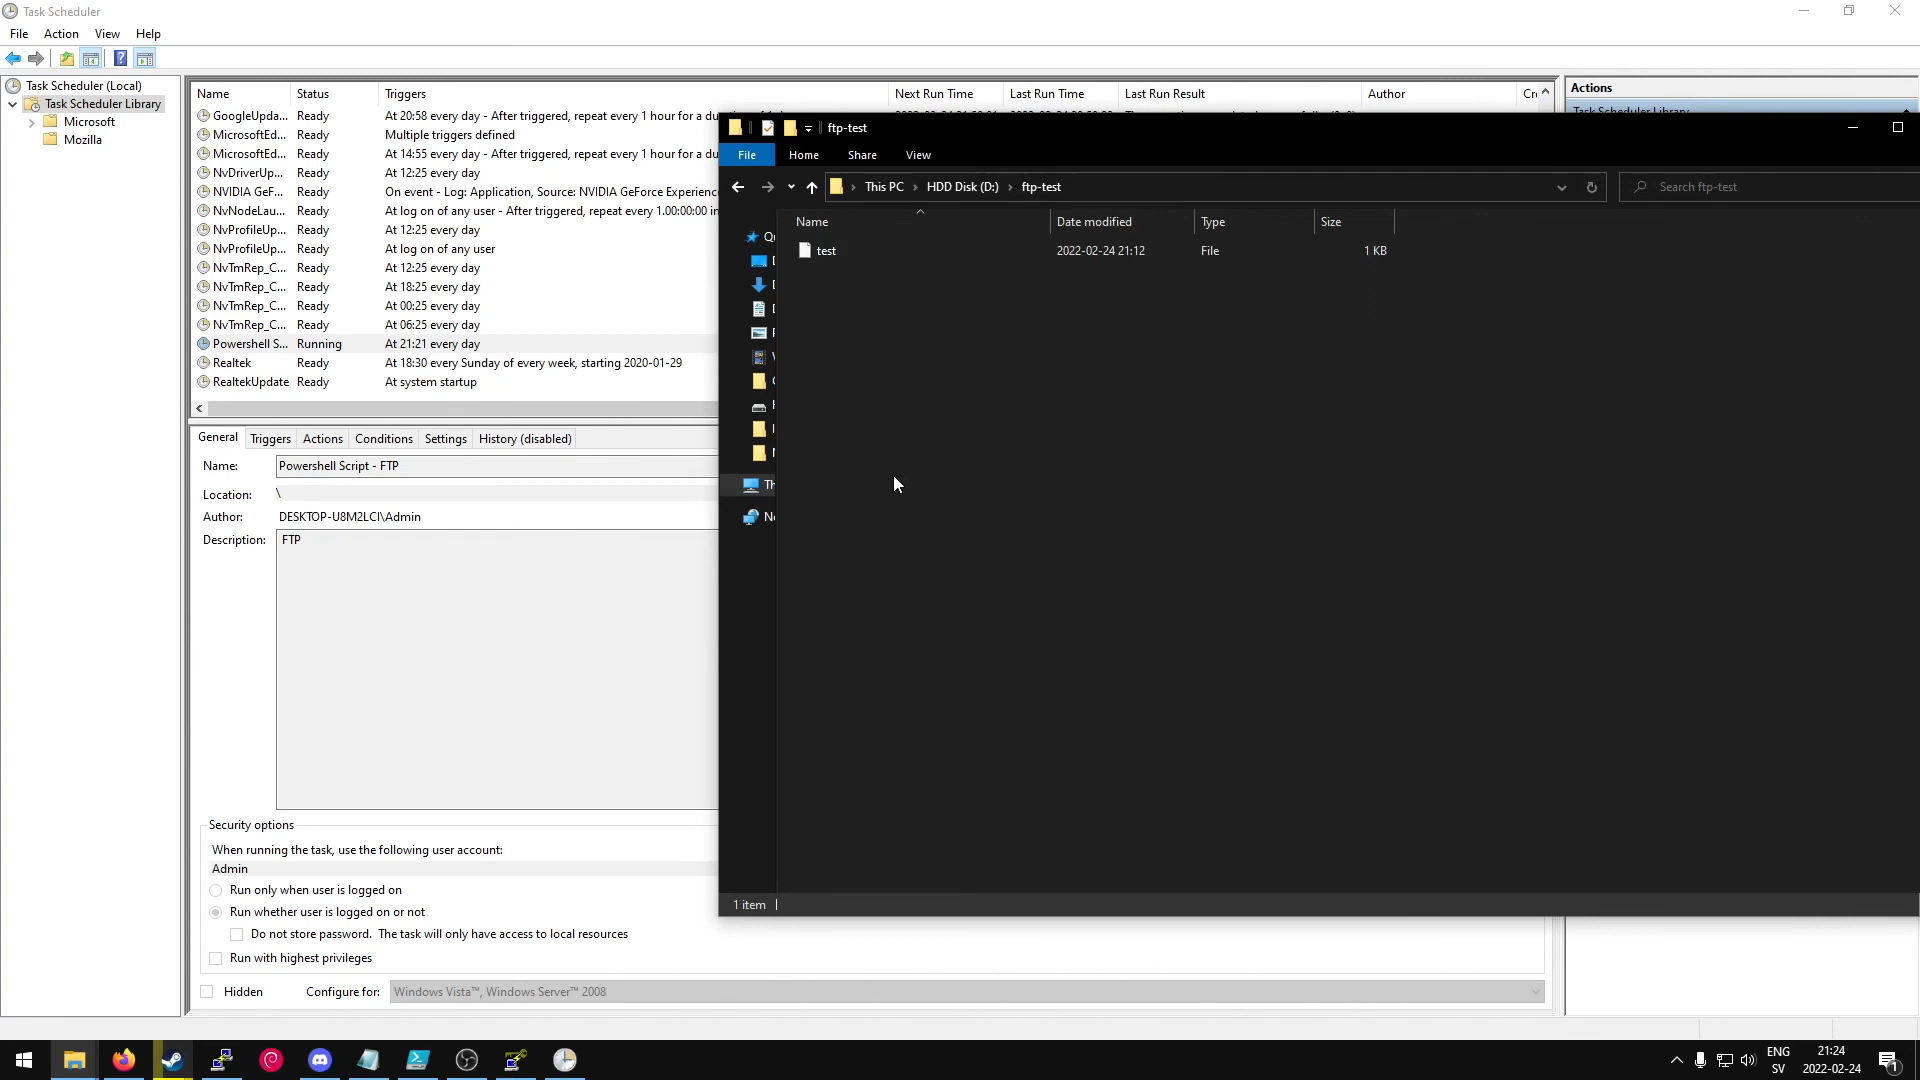 Task Scheduler
File Action View Help
Task Scheduler (Local)
Task Scheduler Library
Microsoft
Mozilla
Name Status Triggers Next Run Time Last Run Time Last Run Result Author Cr
GoogleUpda... Ready At 20:58 every day - After triggered, repeat every 1 hour for a du
MicrosoftEd... Ready Multiple triggers defined
MicrosoftEd... Ready At 14:55 every day - After triggered, repeat every 1 hour for a du
NvDriverUp... Ready At 12:25 every day
NVIDIA GeF... Ready On event - Log: Application, Source: NVIDIA GeForce Experience
NvNodeLau... Ready At log on of any user - After triggered, repeat every 1.00:00:00 in
NvProfileUp... Ready At 12:25 every day
NvProfileUp... Ready At log on of any user
NvTmRep_C... Ready At 12:25 every day
NvTmRep_C... Ready At 18:25 every day
NvTmRep_C... Ready At 00:25 every day
NvTmRep_C... Ready At 06:25 every day
Powershell S... Running At 21:21 every day
Realtek Ready At 18:30 every Sunday of every week, starting 2020-01-29
RealtekUpdate Ready At system startup
General Triggers Actions Conditions Settings History (disabled)
Name: Powershell Script - FTP
Location: \
Author: DESKTOP-U8M2LCI\Admin
Description: FTP
Security options
When running the task, use the following user account:
Admin
Run only when user is logged on
Run whether user is logged on or not
Do not store password. The task will only have access to local resources
Run with highest privileges
Hidden Configure for: Windows Vista™, Windows Server™ 2008
Actions
Task Scheduler Library
ftp-test
File Home Share View
This PC HDD Disk (D:) ftp-test Search ftp-test
Name Date modified Type Size
test 2022-02-24 21:12 File 1 KB
1 item
ENG 21:24
SV 2022-02-24
1